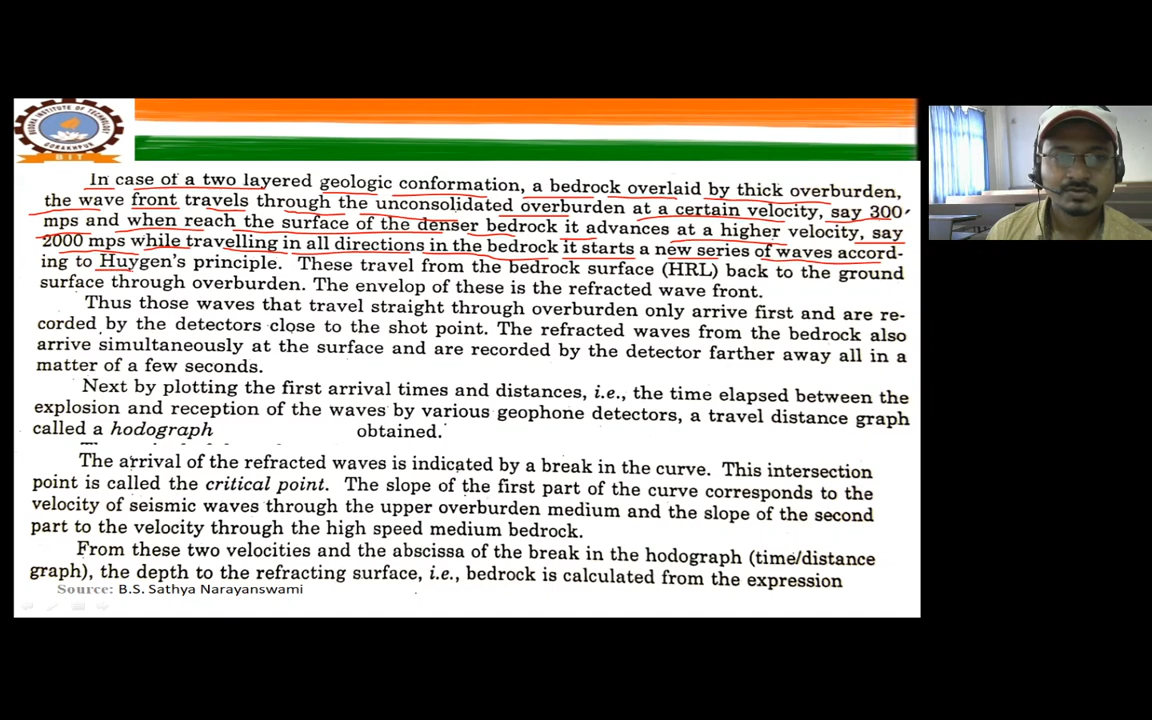 BUDDHA INSTITUTE OF TECHNOLOGY
GORAKHPUR
BIT
In case of a two layered geologic conformation, a bedrock overlaid by thick overburden,
the wave front travels through the unconsolidated overburden at a certain velocity, say 300
mps and when reach the surface of the denser bedrock it advances at a higher velocity, say
2000 mps while travelling in all directions in the bedrock it starts a new series of waves accord-
ing to Huygen's principle. These travel from the bedrock surface (HRL) back to the ground
surface through overburden. The envelop of these is the refracted wave front.
Thus those waves that travel straight through overburden only arrive first and are re-
corded by the detectors close to the shot point. The refracted waves from the bedrock also
arrive simultaneously at the surface and are recorded by the detector farther away all in a
matter of a few seconds.
Next by plotting the first arrival times and distances, i.e., the time elapsed between the
explosion and reception of the waves by various geophone detectors, a travel distance graph
called a hodograph obtained.
The arrival of the refracted waves is indicated by a break in the curve. This intersection
point is called the critical point. The slope of the first part of the curve corresponds to the
velocity of seismic waves through the upper overburden medium and the slope of the second
part to the velocity through the high speed medium bedrock.
From these two velocities and the abscissa of the break in the hodograph (time/distance
graph), the depth to the refracting surface, i.e., bedrock is calculated from the expression
Source: B.S. Sathya Narayanswami